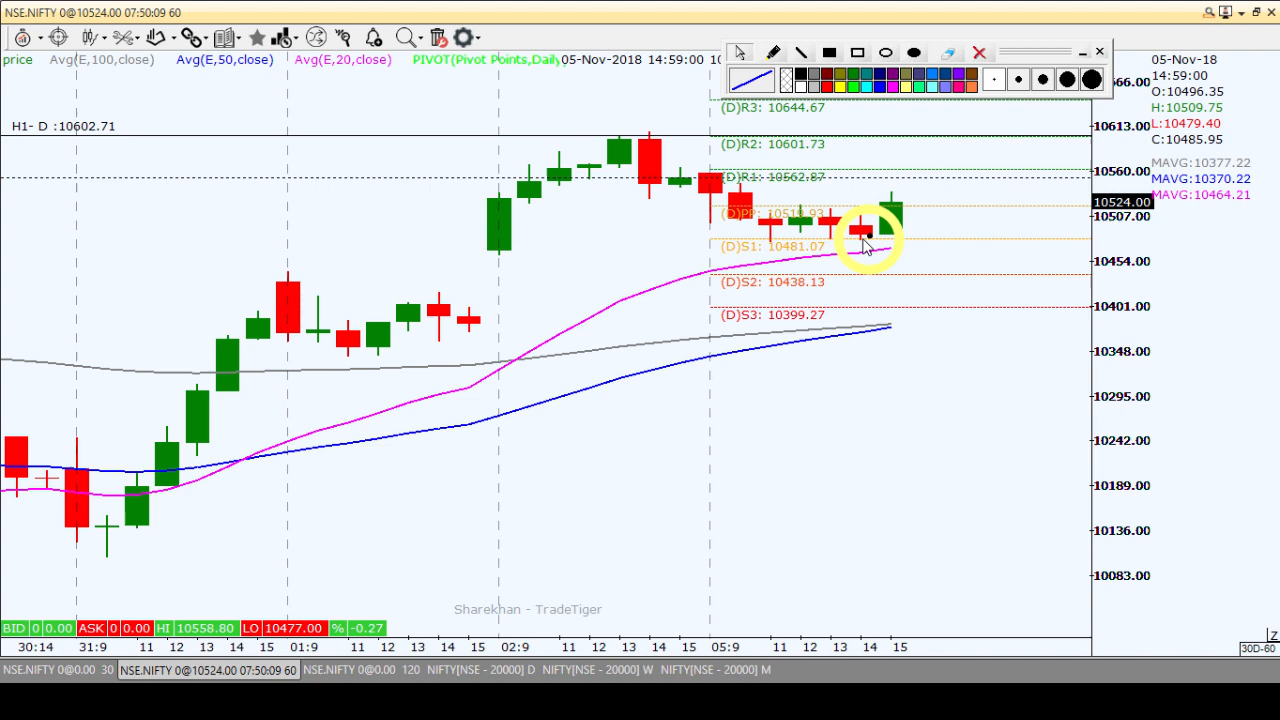 NSE.NIFTY 0@10524.00 07:50:09 60
price Avg(E,100,close) Avg(E,50,close) Avg(E,20,close) PIVOT(Pivot Points,Daily 05-Nov-2018 14:59:00
05-Nov-18
14:59:00
O:10496.35
H:10509.75
L:10479.40
C:10485.95
MAVG:10377.22
MAVG:10370.22
MAVG:10464.21
10613.00
10560.00
10524.00
10507.00
10454.00
10401.00
10348.00
10295.00
10242.00
10189.00
10136.00
10083.00
H1- D :10602.71
(D)R3: 10644.67
(D)R2: 10601.73
(D)R1: 10562.87
(D)PP: 10519.93
(D)S1: 10481.07
(D)S2: 10438.13
(D)S3: 10399.27
Sharekhan - TradeTiger
BID 0 0.00 ASK 0 0.00 HI 10558.80 LO 10477.00 % -0.27
30:14 31:9 11 12 13 14 15 01:9 11 12 13 14 15 02:9 11 12 13 14 15 05:9 11 12 13 14 15
Z
30D-60
NSE.NIFTY 0@0.00 30 NSE.NIFTY 0@10524.00 07:50:09 60 NSE.NIFTY 0@0.00 120 NIFTY[NSE - 20000] D NIFTY[NSE - 20000] W NIFTY[NSE - 20000] M